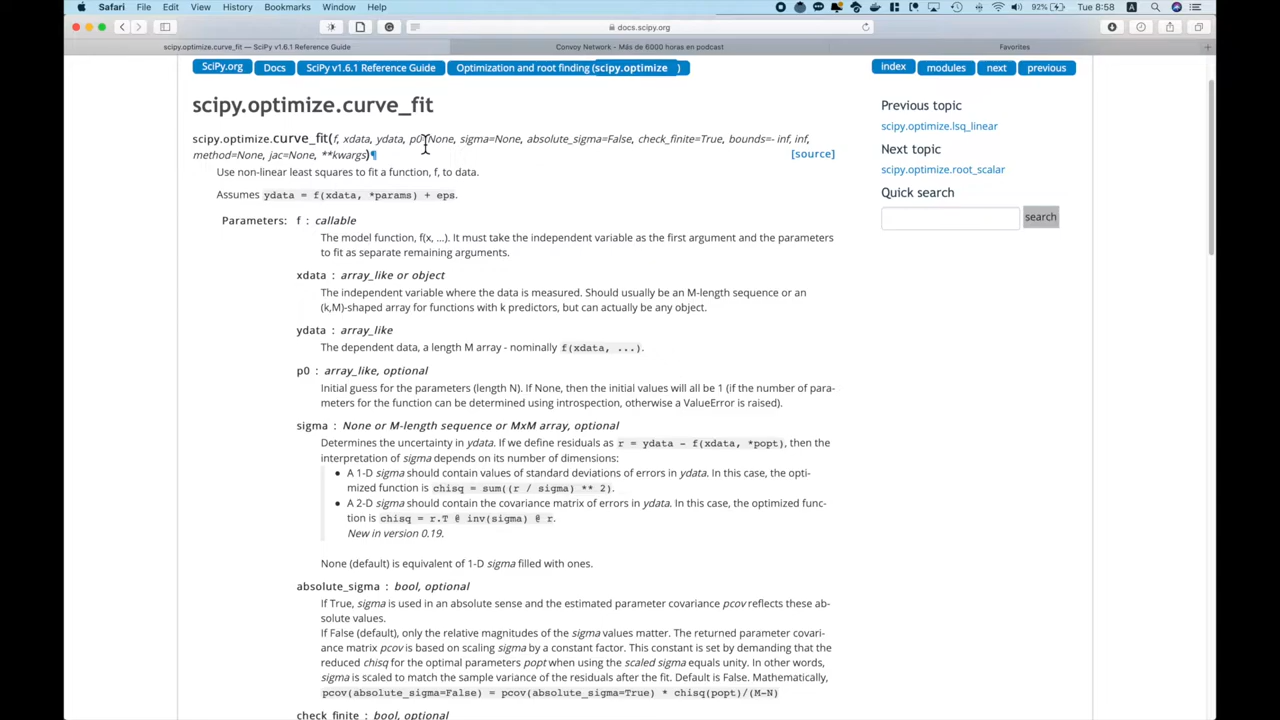 Safari File Edit View History Bookmarks Window Help 92% Tue 8:58
docs.scipy.org
scipy.optimize.curve_fit — SciPy v1.6.1 Reference Guide Convoy Network - Más de 6000 horas en podcast Favorites
SciPy.org Docs SciPy v1.6.1 Reference Guide Optimization and root finding (scipy.optimize ) index modules next previous
scipy.optimize.curve_fit
scipy.optimize.curve_fit(f, xdata, ydata, p0=None, sigma=None, absolute_sigma=False, check_finite=True, bounds=- inf, inf,
method=None, jac=None, **kwargs)¶ [source]
Use non-linear least squares to fit a function, f, to data.
Assumes ydata = f(xdata, *params) + eps.
Parameters: f : callable
The model function, f(x, ...). It must take the independent variable as the first argument and the parameters
to fit as separate remaining arguments.
xdata : array_like or object
The independent variable where the data is measured. Should usually be an M-length sequence or an
(k,M)-shaped array for functions with k predictors, but can actually be any object.
ydata : array_like
The dependent data, a length M array - nominally f(xdata, ...).
p0 : array_like, optional
Initial guess for the parameters (length N). If None, then the initial values will all be 1 (if the number of para-
meters for the function can be determined using introspection, otherwise a ValueError is raised).
sigma : None or M-length sequence or MxM array, optional
Determines the uncertainty in ydata. If we define residuals as r = ydata - f(xdata, *popt), then the
interpretation of sigma depends on its number of dimensions:
• A 1-D sigma should contain values of standard deviations of errors in ydata. In this case, the opti-
mized function is chisq = sum((r / sigma) ** 2).
• A 2-D sigma should contain the covariance matrix of errors in ydata. In this case, the optimized func-
tion is chisq = r.T @ inv(sigma) @ r.
New in version 0.19.
None (default) is equivalent of 1-D sigma filled with ones.
absolute_sigma : bool, optional
If True, sigma is used in an absolute sense and the estimated parameter covariance pcov reflects these ab-
solute values.
If False (default), only the relative magnitudes of the sigma values matter. The returned parameter covari-
ance matrix pcov is based on scaling sigma by a constant factor. This constant is set by demanding that the
reduced chisq for the optimal parameters popt when using the scaled sigma equals unity. In other words,
sigma is scaled to match the sample variance of the residuals after the fit. Default is False. Mathematically,
pcov(absolute_sigma=False) = pcov(absolute_sigma=True) * chisq(popt)/(M-N)
check_finite : bool, optional
Previous topic
scipy.optimize.lsq_linear
Next topic
scipy.optimize.root_scalar
Quick search
search